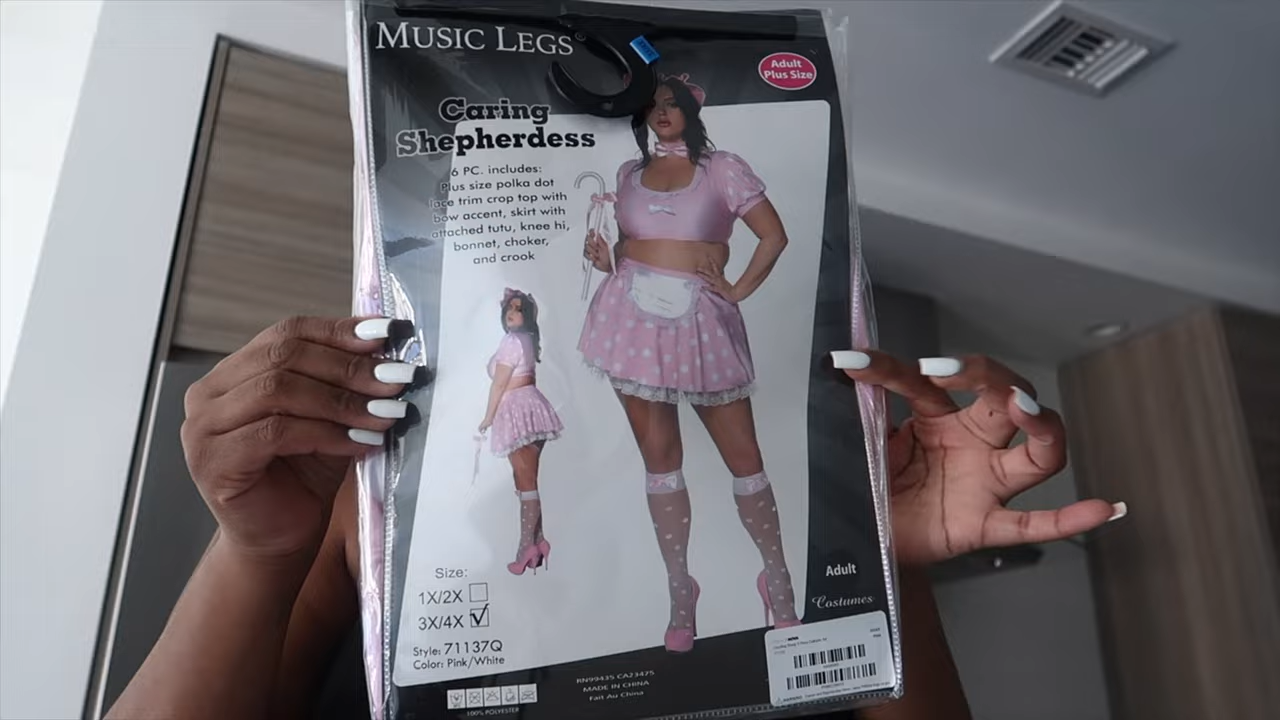 MUSIC LEGS®
Adult
Plus Size
Caring
Shepherdess
6 PC. includes:
Plus size polka dot
lace trim crop top with
bow accent, skirt with
attached tutu, knee hi,
bonnet, choker,
and crook
Size:
1X/2X
3X/4X
Style: 71137Q
Color: Pink/White
100% POLYESTER
RN99435 CA23475
MADE IN CHINA
Fait Au China
Adult
Costumes